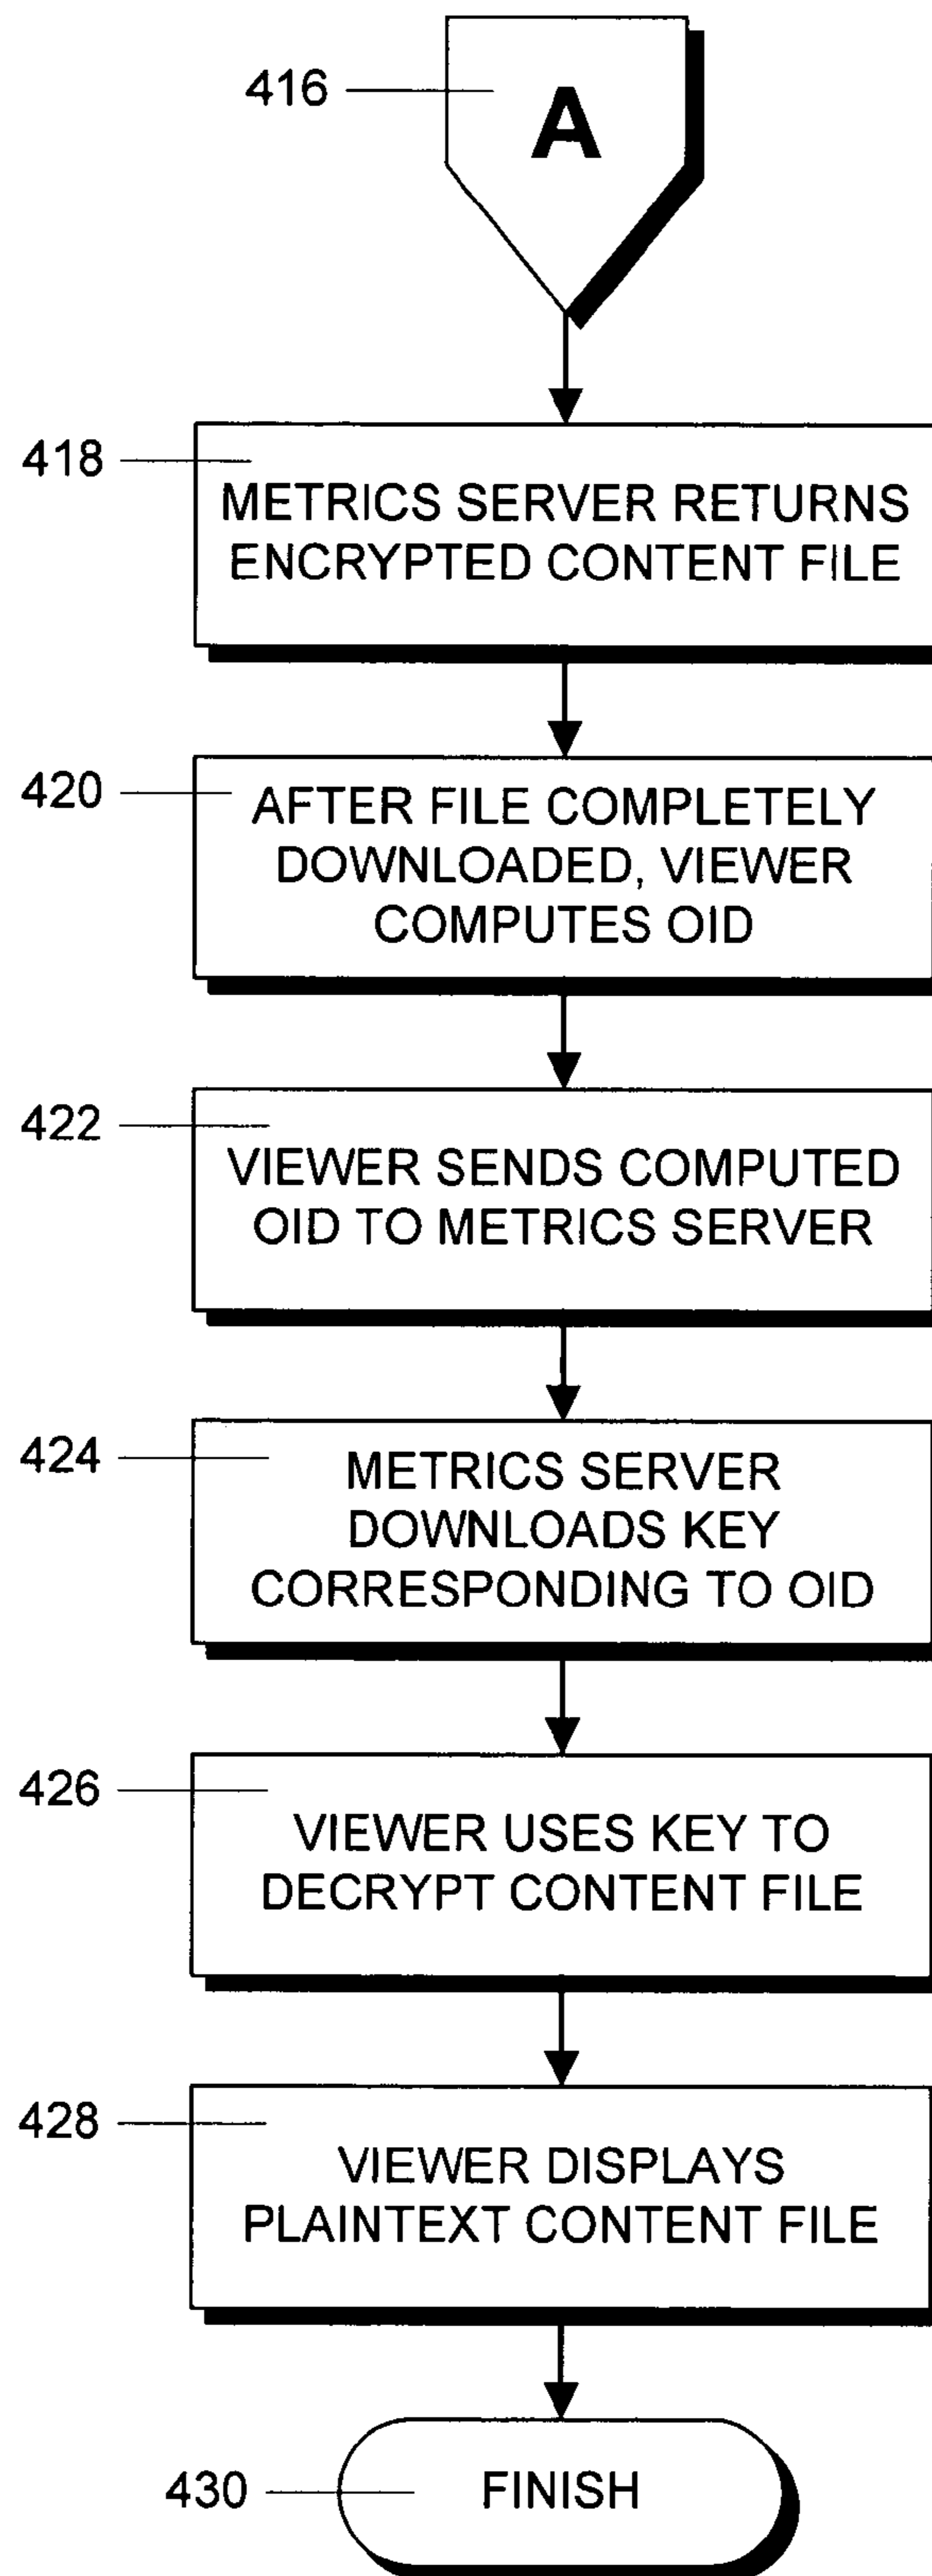 416
A
418
METRICS SERVER RETURNS
ENCRYPTED CONTENT FILE
420
AFTER FILE COMPLETELY
DOWNLOADED, VIEWER
COMPUTES OID
422
VIEWER SENDS COMPUTED
OID TO METRICS SERVER
424
METRICS SERVER
DOWNLOADS KEY
CORRESPONDING TO OID
426
VIEWER USES KEY TO
DECRYPT CONTENT FILE
428
VIEWER DISPLAYS
PLAINTEXT CONTENT FILE
430
FINISH